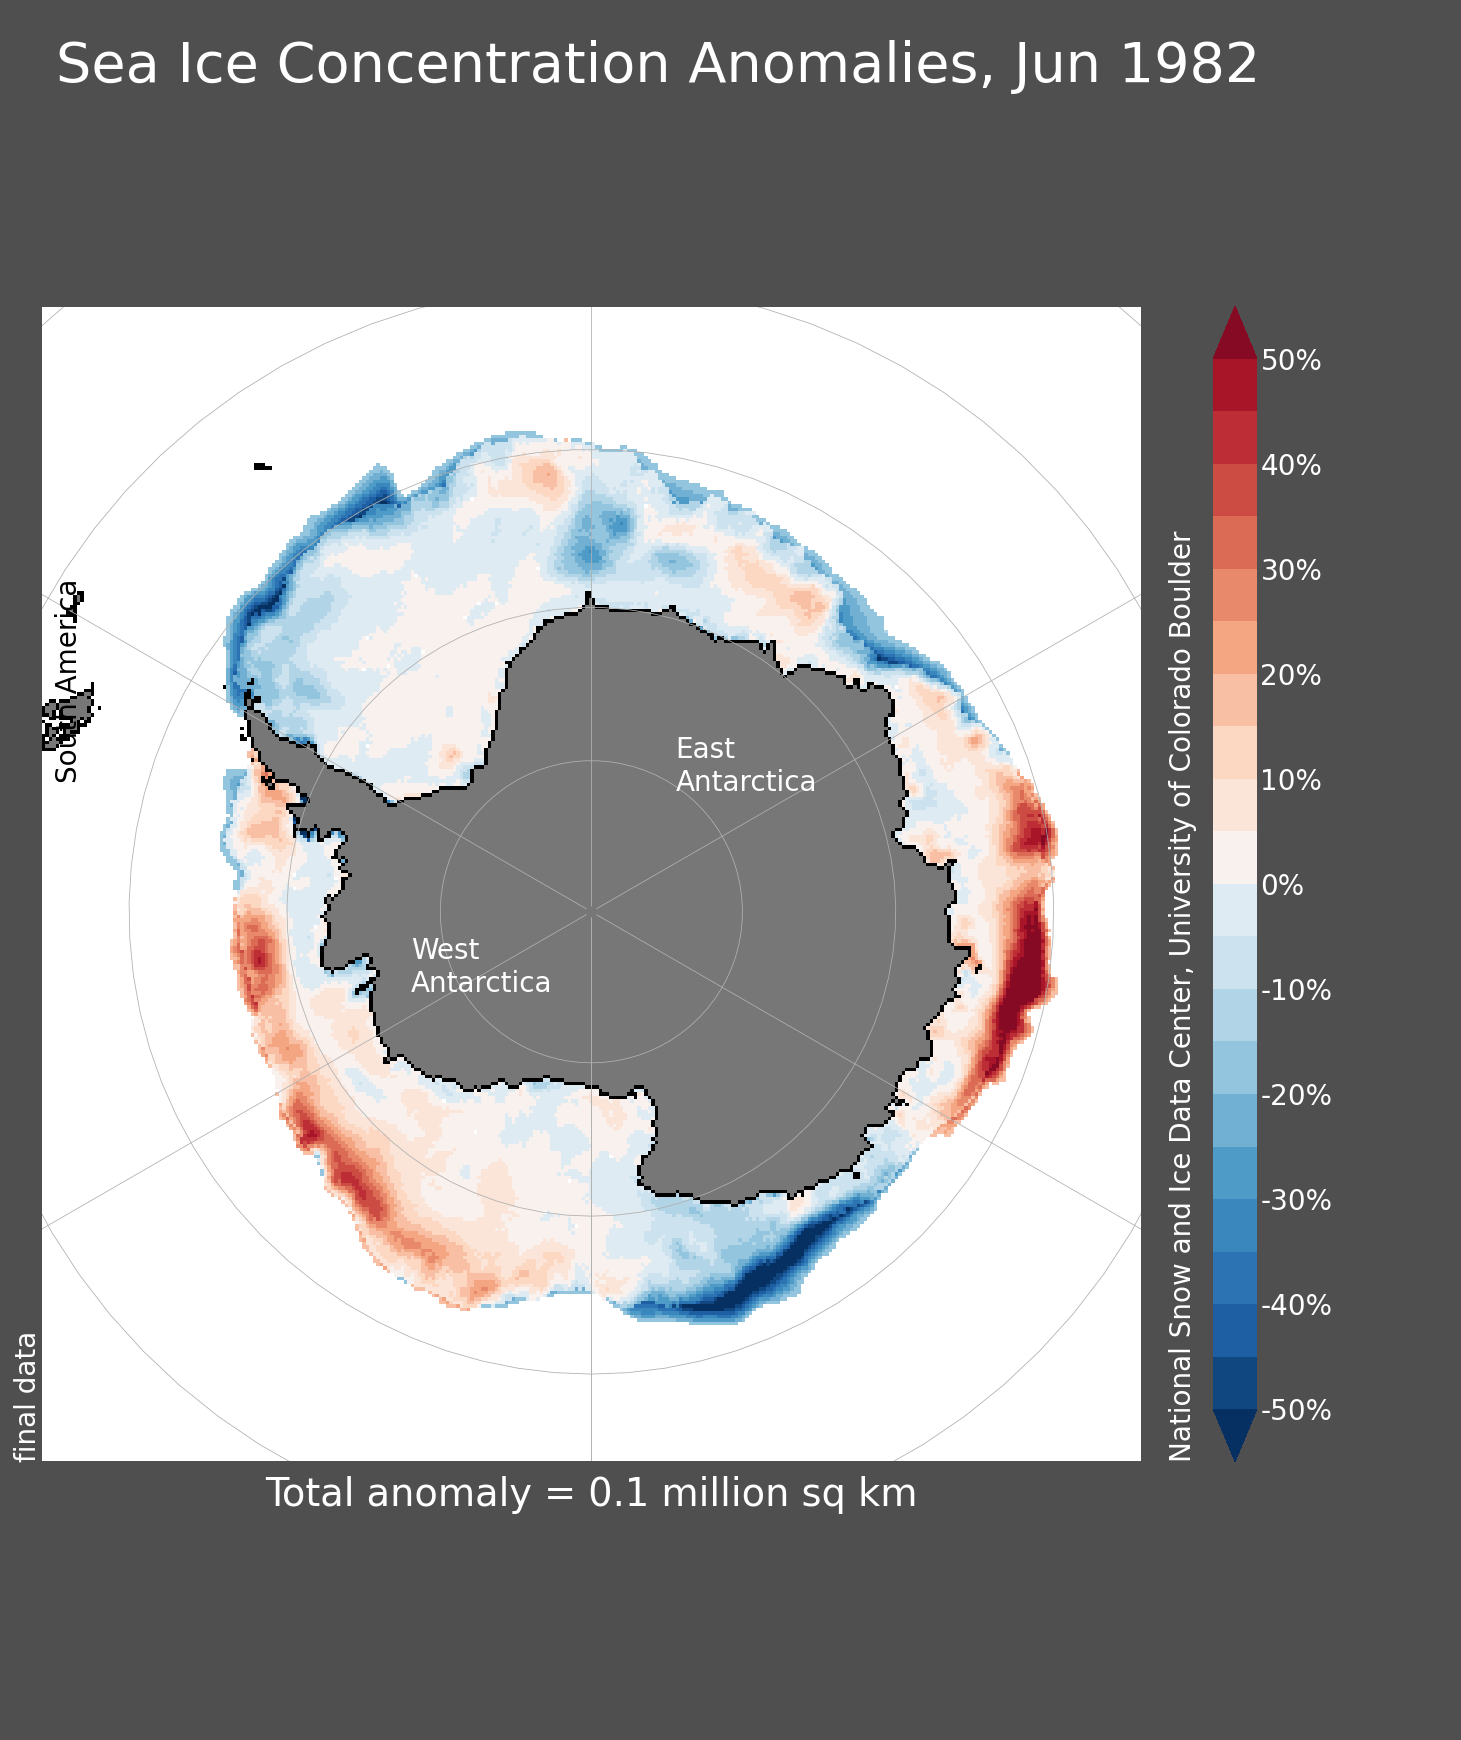 Sea Ice Concentration Anomalies, Jun 1982
South America
East
Antarctica
West
Antarctica
final data
National Snow and Ice Data Center, University of Colorado Boulder
50%
40%
30%
20%
10%
0%
-10%
-20%
-30%
-40%
-50%
Total anomaly = 0.1 million sq km